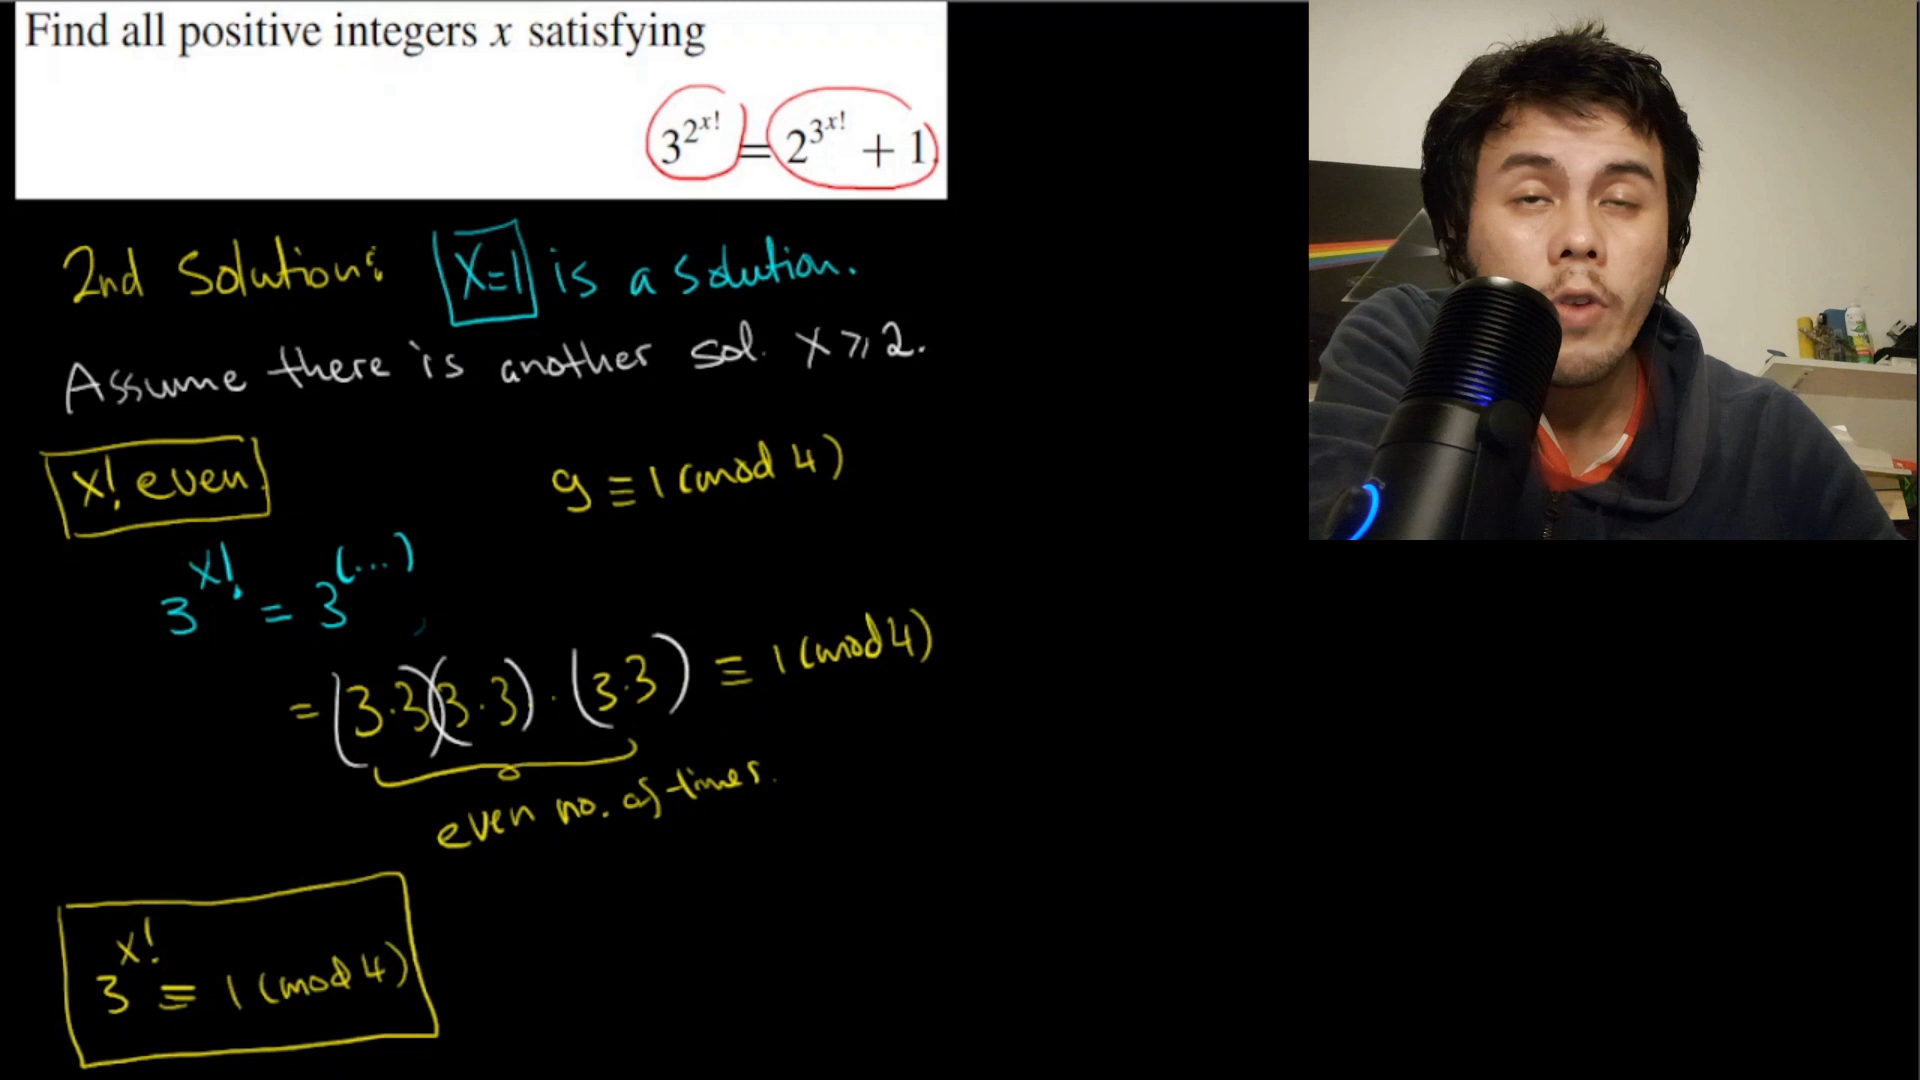 Find all positive integers x satisfying
3^{2^{x!}} = 2^{3^{x!}} + 1.
2nd Solution: x=1 is a solution.
Assume there is another sol. x ⩾ 2.
x! even
9 ≡ 1 (mod 4)
3^{x!} = 3^{(...)}
= (3·3)(3·3)·(3·3) ≡ 1 (mod 4)
even no. of times.
3^{x!} ≡ 1 (mod 4)